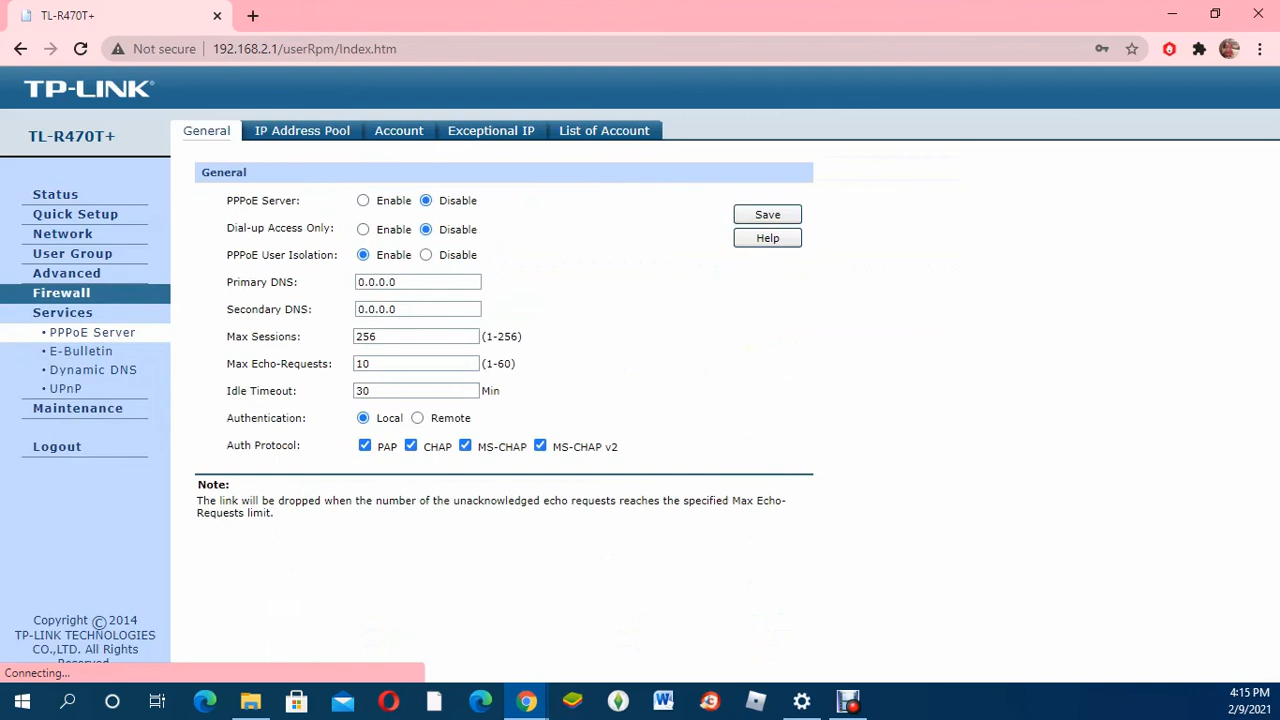 TL-R470T+
Not secure
192.168.2.1/userRpm/Index.htm
TP-LINK®
TL-R470T+
General
IP Address Pool
Account
Exceptional IP
List of Account
Status
Quick Setup
Network
User Group
Advanced
Firewall
Services
• PPPoE Server
• E-Bulletin
• Dynamic DNS
• UPnP
Maintenance
Logout
Copyright © 2014
TP-LINK TECHNOLOGIES
CO.,LTD. All Rights
Reserved
General
PPPoE Server: Enable Disable
Dial-up Access Only: Enable Disable
PPPoE User Isolation: Enable Disable
Primary DNS: 0.0.0.0
Secondary DNS: 0.0.0.0
Max Sessions: 256 (1-256)
Max Echo-Requests: 10 (1-60)
Idle Timeout: 30 Min
Authentication: Local Remote
Auth Protocol: PAP CHAP MS-CHAP MS-CHAP v2
Save
Help
Note:
The link will be dropped when the number of the unacknowledged echo requests reaches the specified Max Echo-
Requests limit.
Connecting...
4:15 PM
2/9/2021